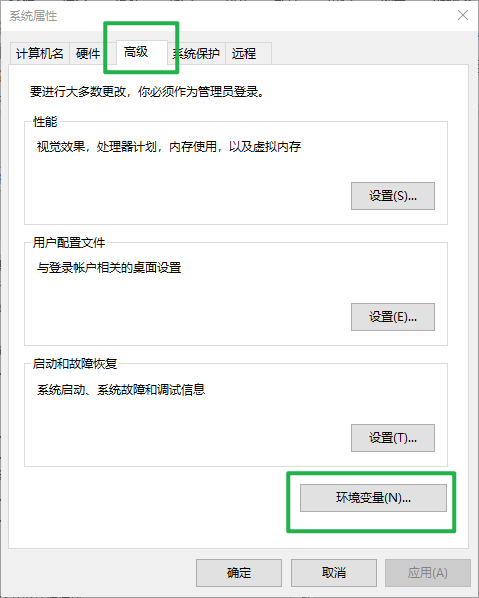 系统属性
计算机名 硬件 高级 系统保护 远程
要进行大多数更改，你必须作为管理员登录。
性能
视觉效果，处理器计划，内存使用，以及虚拟内存
设置(S)...
用户配置文件
与登录帐户相关的桌面设置
设置(E)...
启动和故障恢复
系统启动、系统故障和调试信息
设置(T)...
环境变量(N)...
确定 取消 应用(A)